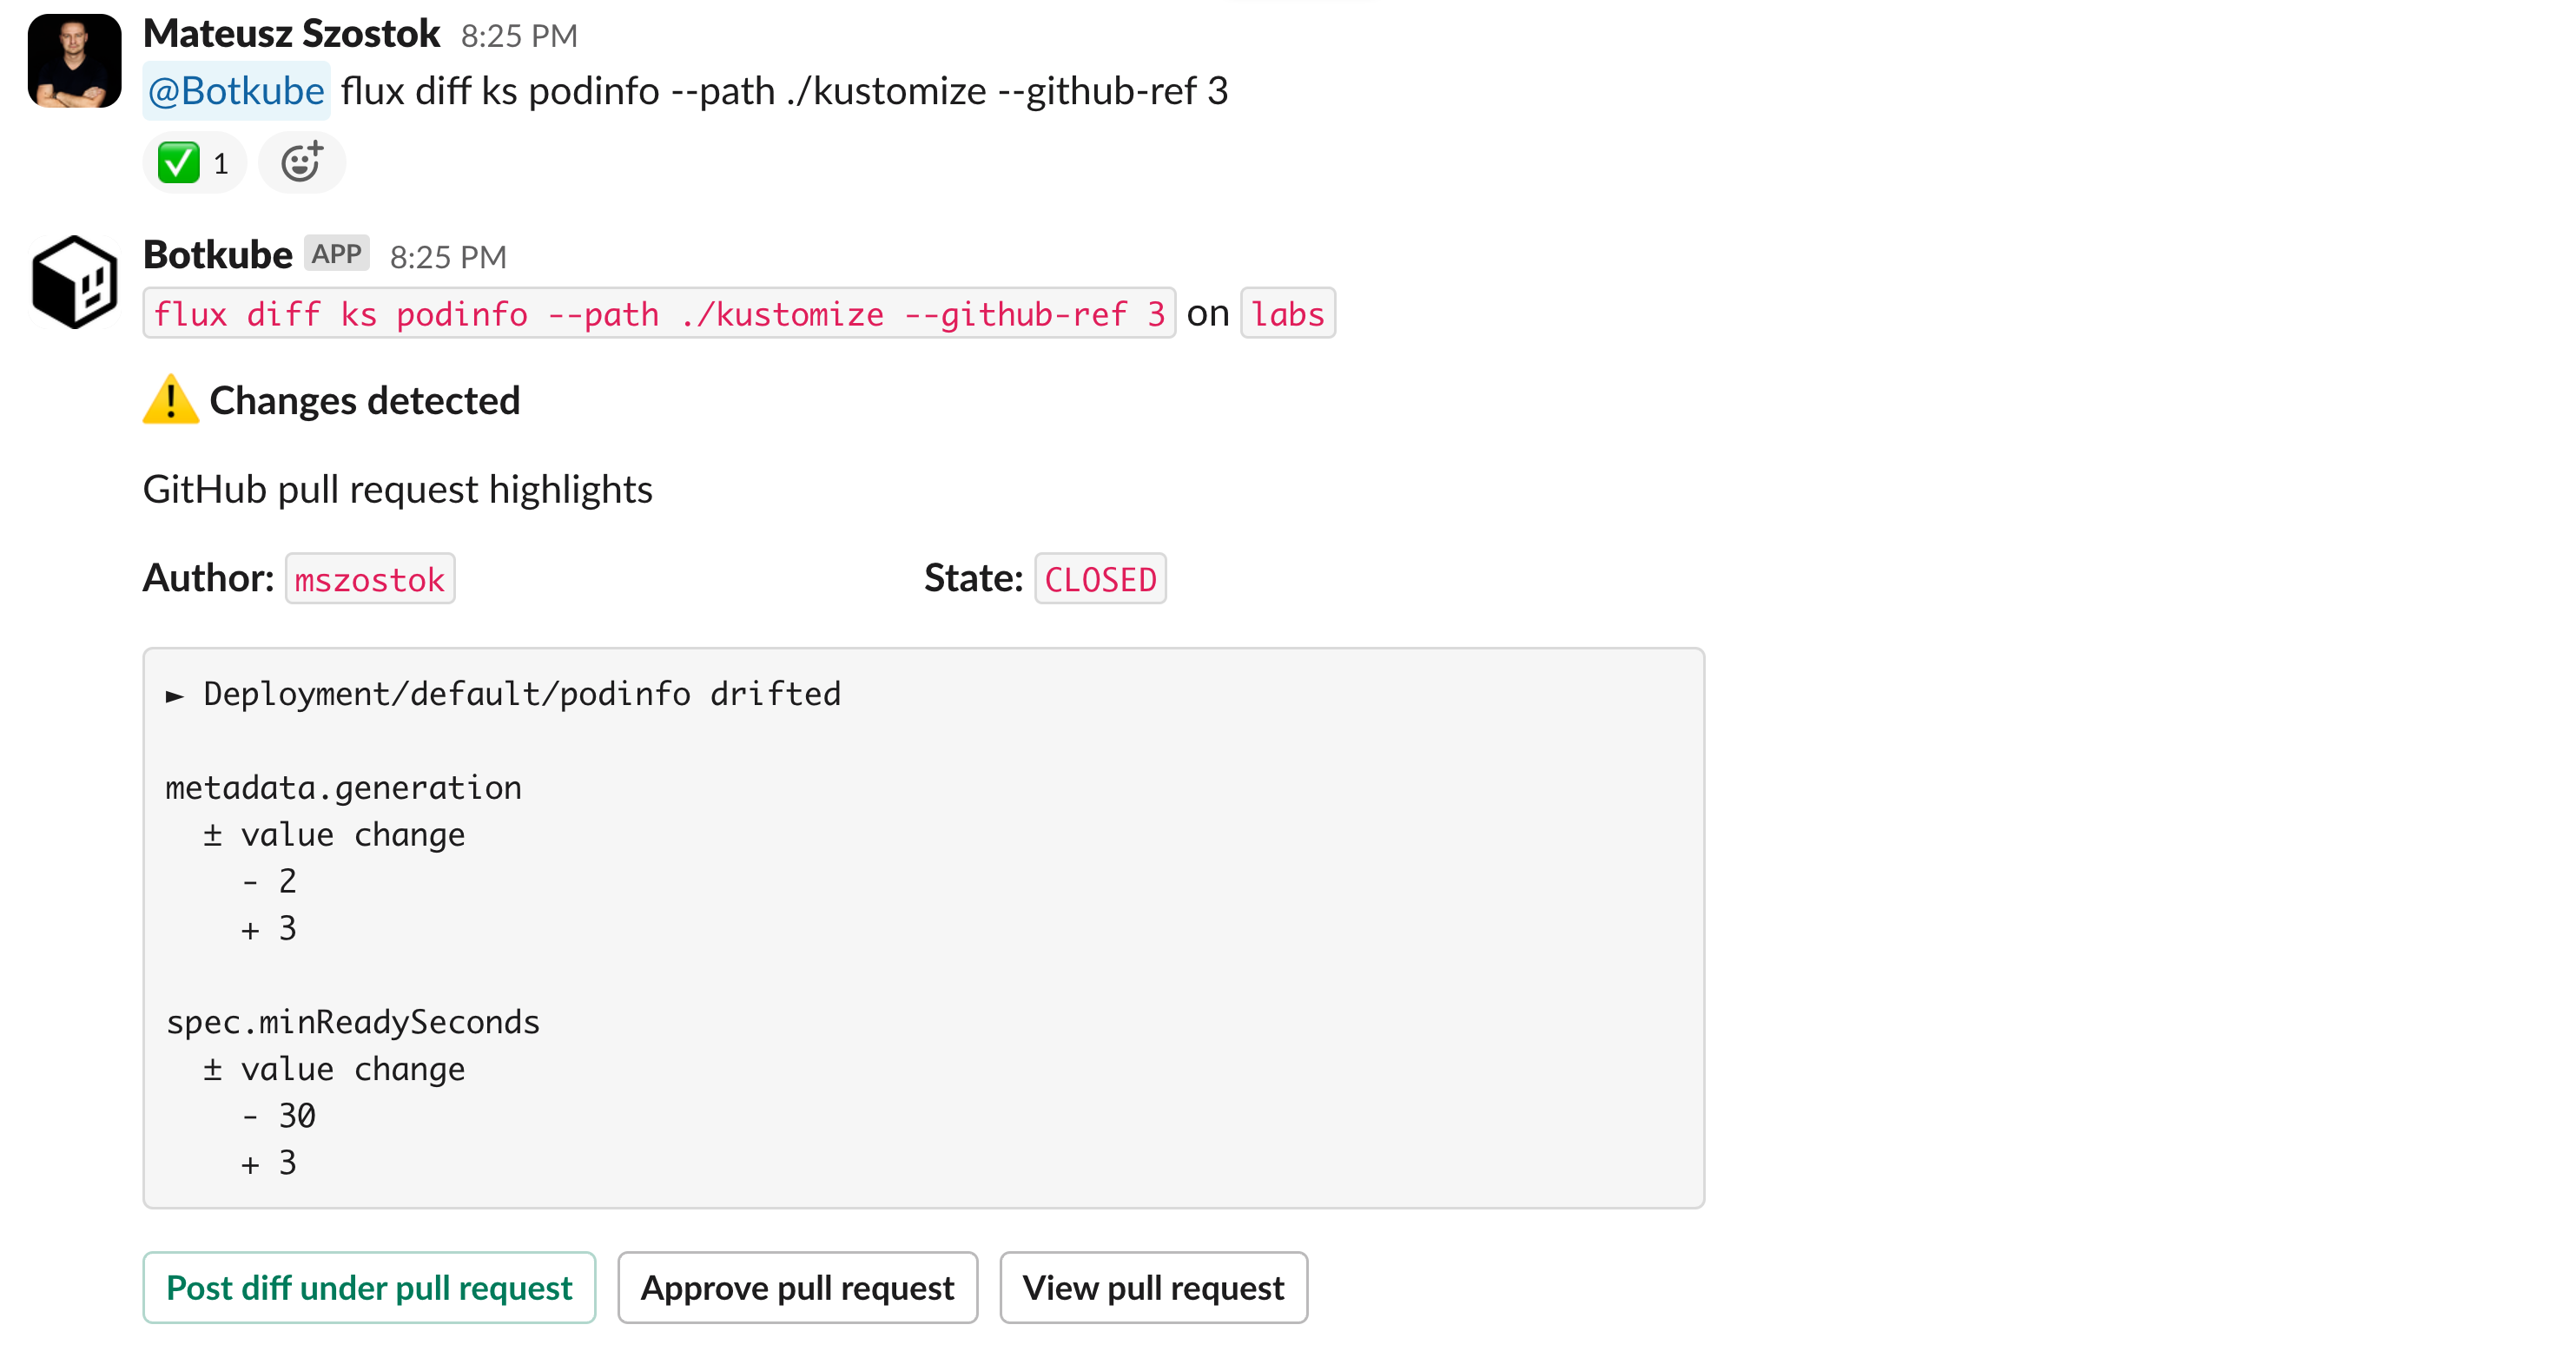 Mateusz Szostok 8:25 PM
@Botkube flux diff ks podinfo --path ./kustomize --github-ref 3
✅ 1
Botkube APP 8:25 PM
flux diff ks podinfo --path ./kustomize --github-ref 3 on labs
⚠️ Changes detected
GitHub pull request highlights
Author: mszostok State: CLOSED
► Deployment/default/podinfo drifted
metadata.generation
± value change
- 2
+ 3
spec.minReadySeconds
± value change
- 30
+ 3
Post diff under pull request Approve pull request View pull request